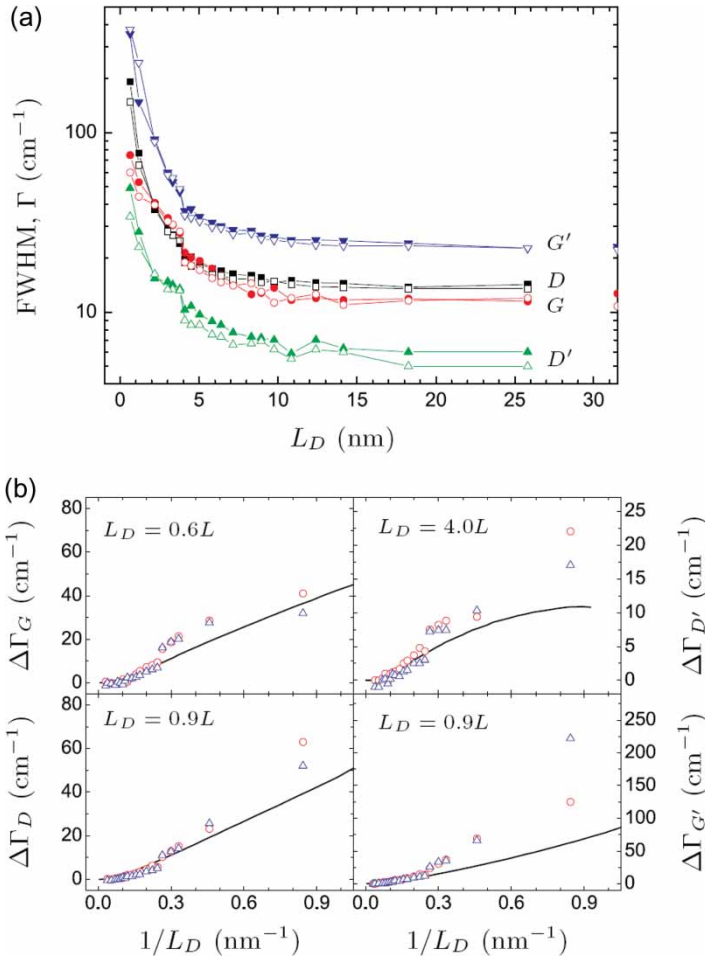 (a)
100
10
FWHM, Γ (cm⁻¹)
G′
D
G
D′
0 5 10 15 20 25 30
L_D (nm)
(b)
80
60
40
20
0
ΔΓ_G (cm⁻¹)
L_D = 0.6L
L_D = 4.0L
25
20
15
10
5
0
ΔΓ_D′ (cm⁻¹)
80
60
40
20
0
ΔΓ_D (cm⁻¹)
L_D = 0.9L
L_D = 0.9L
250
200
150
100
50
0
ΔΓ_G′ (cm⁻¹)
0.0 0.3 0.6 0.9
0.0 0.3 0.6 0.9
1/L_D (nm⁻¹)
1/L_D (nm⁻¹)